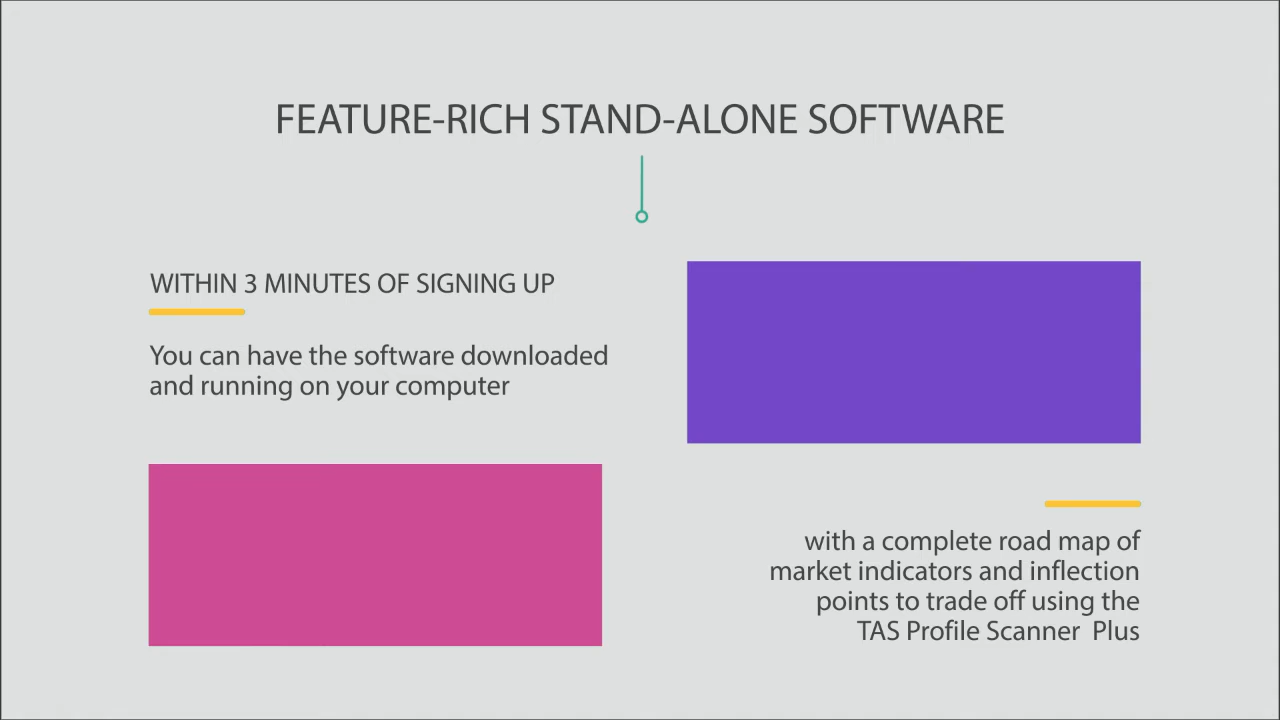 FEATURE-RICH STAND-ALONE SOFTWARE
WITHIN 3 MINUTES OF SIGNING UP
You can have the software downloaded
and running on your computer
with a complete road map of
market indicators and inflection
points to trade off using the
TAS Profile Scanner  Plus